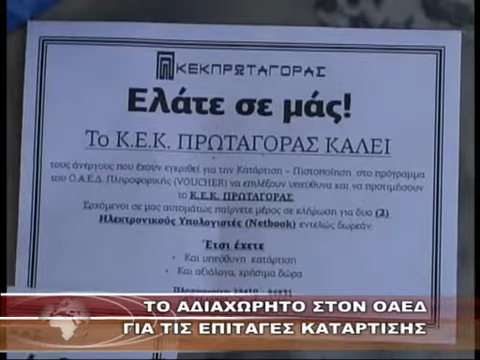 ΚΕΚΠΡΩΤΑΓΟΡΑΣ
Ελάτε σε μάς!
Το Κ.Ε.Κ. ΠΡΩΤΑΓΟΡΑΣ ΚΑΛΕΙ
τους άνεργους που έχουν εγκριθεί για την Κατάρτιση – Πιστοποίηση στο πρόγραμμα
του Ο.Α.Ε.Δ. Πληροφορικής (VOUCHER) να επιλέξουν υπεύθυνα και να προτιμήσουν
το Κ.Ε.Κ. ΠΡΩΤΑΓΟΡΑΣ
Ερχόμενοι σε μας αυτομάτως παίρνετε μέρος σε κλήρωση για δυο (2)
Ηλεκτρονικούς Υπολογιστές (Netbook) εντελώς δωρεάν.
Έτσι έχετε
• Και υπεύθυνη κατάρτιση
• Και αξιόλογα, χρήσιμα δώρα
ΤΟ ΑΔΙΑΧΩΡΗΤΟ ΣΤΟΝ ΟΑΕΔ
ΓΙΑ ΤΙΣ ΕΠΙΤΑΓΕΣ ΚΑΤΑΡΤΙΣΗΣ